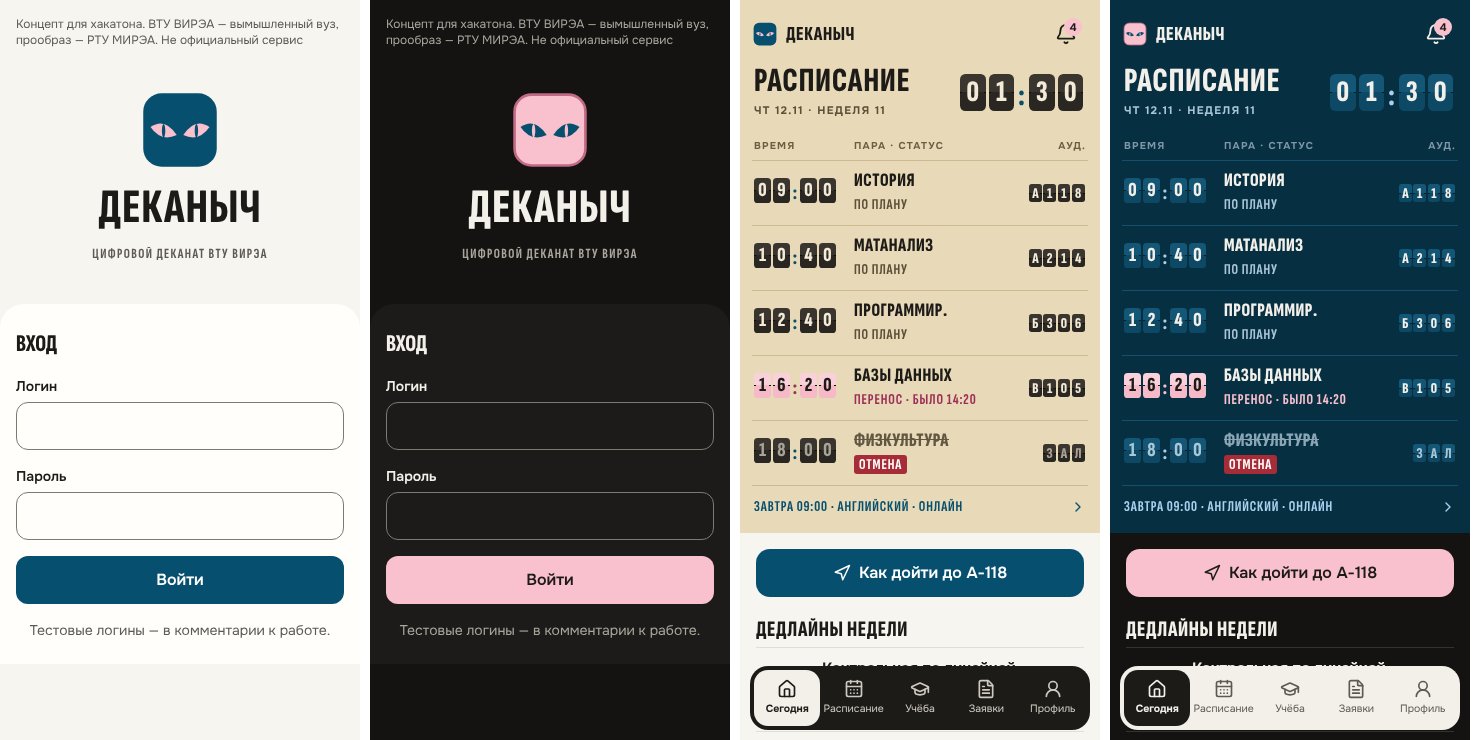 Концепт для хакатона. ВТУ ВИРЭА — вымышленный вуз,
прообраз — РТУ МИРЭА. Не официальный сервис
ДЕКАНЫЧ
ЦИФРОВОЙ ДЕКАНАТ ВТУ ВИРЭА
ВХОД
Логин
Пароль
Войти
Тестовые логины — в комментарии к работе.
Концепт для хакатона. ВТУ ВИРЭА — вымышленный вуз,
прообраз — РТУ МИРЭА. Не официальный сервис
ДЕКАНЫЧ
ЦИФРОВОЙ ДЕКАНАТ ВТУ ВИРЭА
ВХОД
Логин
Пароль
Войти
Тестовые логины — в комментарии к работе.
ДЕКАНЫЧ 4
РАСПИСАНИЕ 01:30
ЧТ 12.11 · НЕДЕЛЯ 11
ВРЕМЯ ПАРА · СТАТУС АУД.
09:00 ИСТОРИЯ А118
ПО ПЛАНУ
10:40 МАТАНАЛИЗ А214
ПО ПЛАНУ
12:40 ПРОГРАММИР. Б306
ПО ПЛАНУ
16:20 БАЗЫ ДАННЫХ В105
ПЕРЕНОС · БЫЛО 14:20
18:00 ФИЗКУЛЬТУРА ЗАЛ
ОТМЕНА
ЗАВТРА 09:00 · АНГЛИЙСКИЙ · ОНЛАЙН
Как дойти до А-118
ДЕДЛАЙНЫ НЕДЕЛИ
Контрольная по линейной
Сегодня Расписание Учёба Заявки Профиль
ДЕКАНЫЧ 4
РАСПИСАНИЕ 01:30
ЧТ 12.11 · НЕДЕЛЯ 11
ВРЕМЯ ПАРА · СТАТУС АУД.
09:00 ИСТОРИЯ А118
ПО ПЛАНУ
10:40 МАТАНАЛИЗ А214
ПО ПЛАНУ
12:40 ПРОГРАММИР. Б306
ПО ПЛАНУ
16:20 БАЗЫ ДАННЫХ В105
ПЕРЕНОС · БЫЛО 14:20
18:00 ФИЗКУЛЬТУРА ЗАЛ
ОТМЕНА
ЗАВТРА 09:00 · АНГЛИЙСКИЙ · ОНЛАЙН
Как дойти до А-118
ДЕДЛАЙНЫ НЕДЕЛИ
Контрольная по линейной
Сегодня Расписание Учёба Заявки Профиль